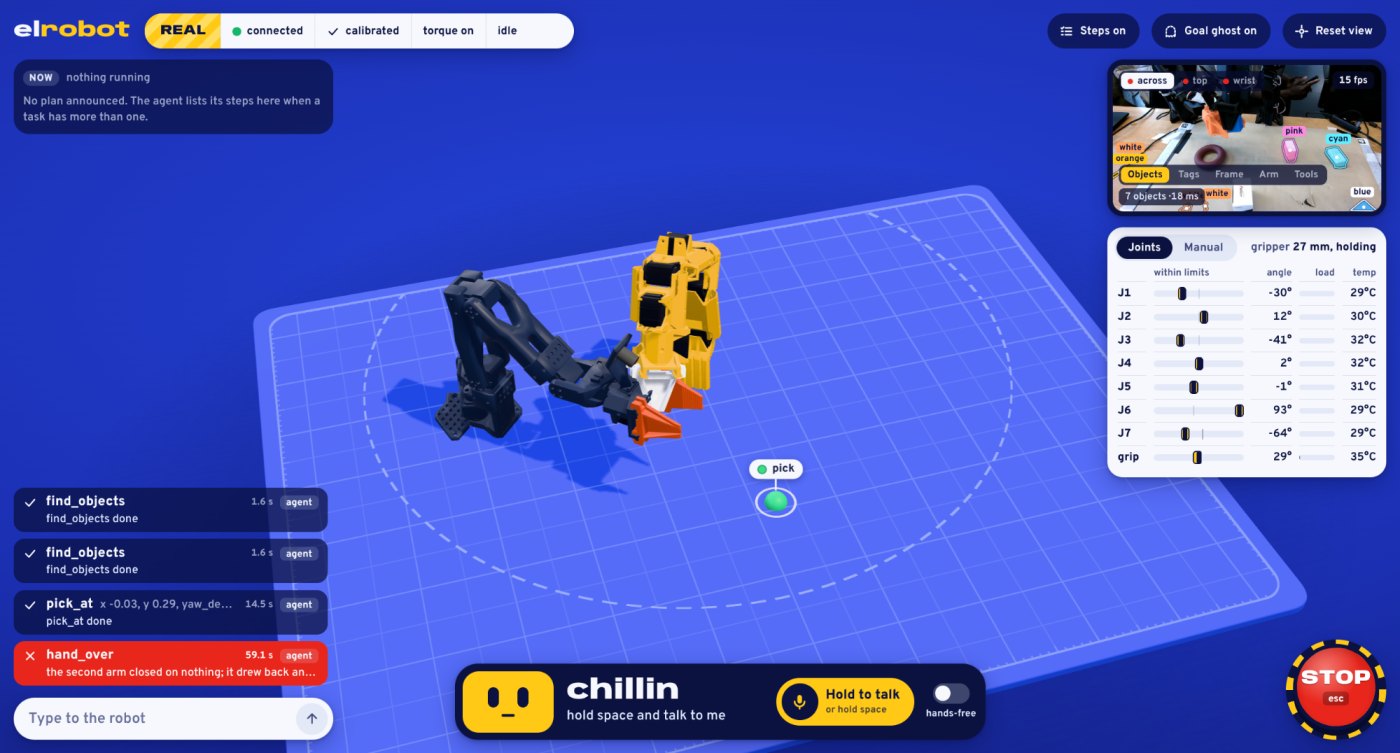 elrobot
REAL
connected
calibrated
torque on
idle
Steps on
Goal ghost on
Reset view
NOW nothing running
No plan announced. The agent lists its steps here when a
task has more than one.
across
top
wrist
15 fps
pink
cyan
white
orange
Objects
Tags
Frame
Arm
Tools
7 objects ·18 ms
white
blue
Joints
Manual
gripper 27 mm, holding
within limits angle load temp
J1 -30° 29°C
J2 12° 30°C
J3 -41° 32°C
J4 2° 32°C
J5 -1° 31°C
J6 93° 29°C
J7 -64° 29°C
grip 29° 35°C
pick
find_objects 1.6 s agent
find_objects done
find_objects 1.6 s agent
find_objects done
pick_at x -0.03, y 0.29, yaw_de... 14.5 s agent
pick_at done
hand_over 59.1 s agent
the second arm closed on nothing; it drew back an...
Type to the robot
chillin
hold space and talk to me
Hold to talk
or hold space
hands-free
STOP
esc